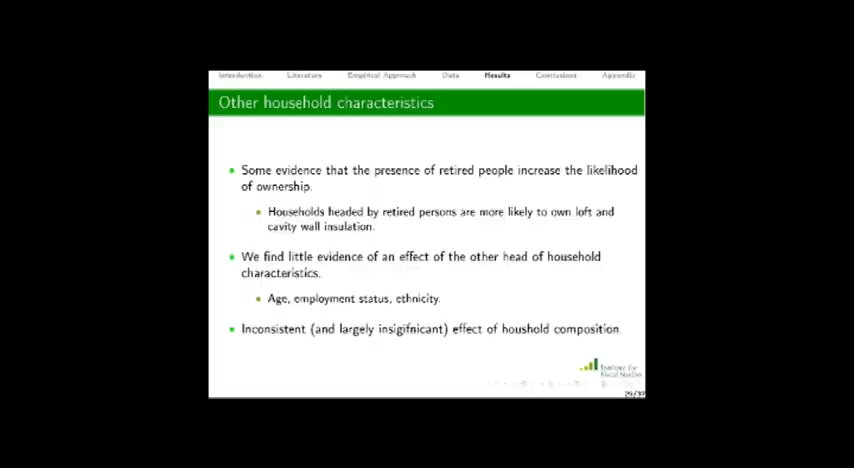 Introduction Literature Empirical Approach Data Results Conclusions Appendix
Other household characteristics
Some evidence that the presence of retired people increase the likelihood
of ownership.
Households headed by retired persons are more likely to own loft and
cavity wall insulation.
We find little evidence of an effect of the other head of household
characteristics.
Age, employment status, ethnicity.
Inconsistent (and largely insigifnicant) effect of houshold composition.
Institute for
Fiscal Studies